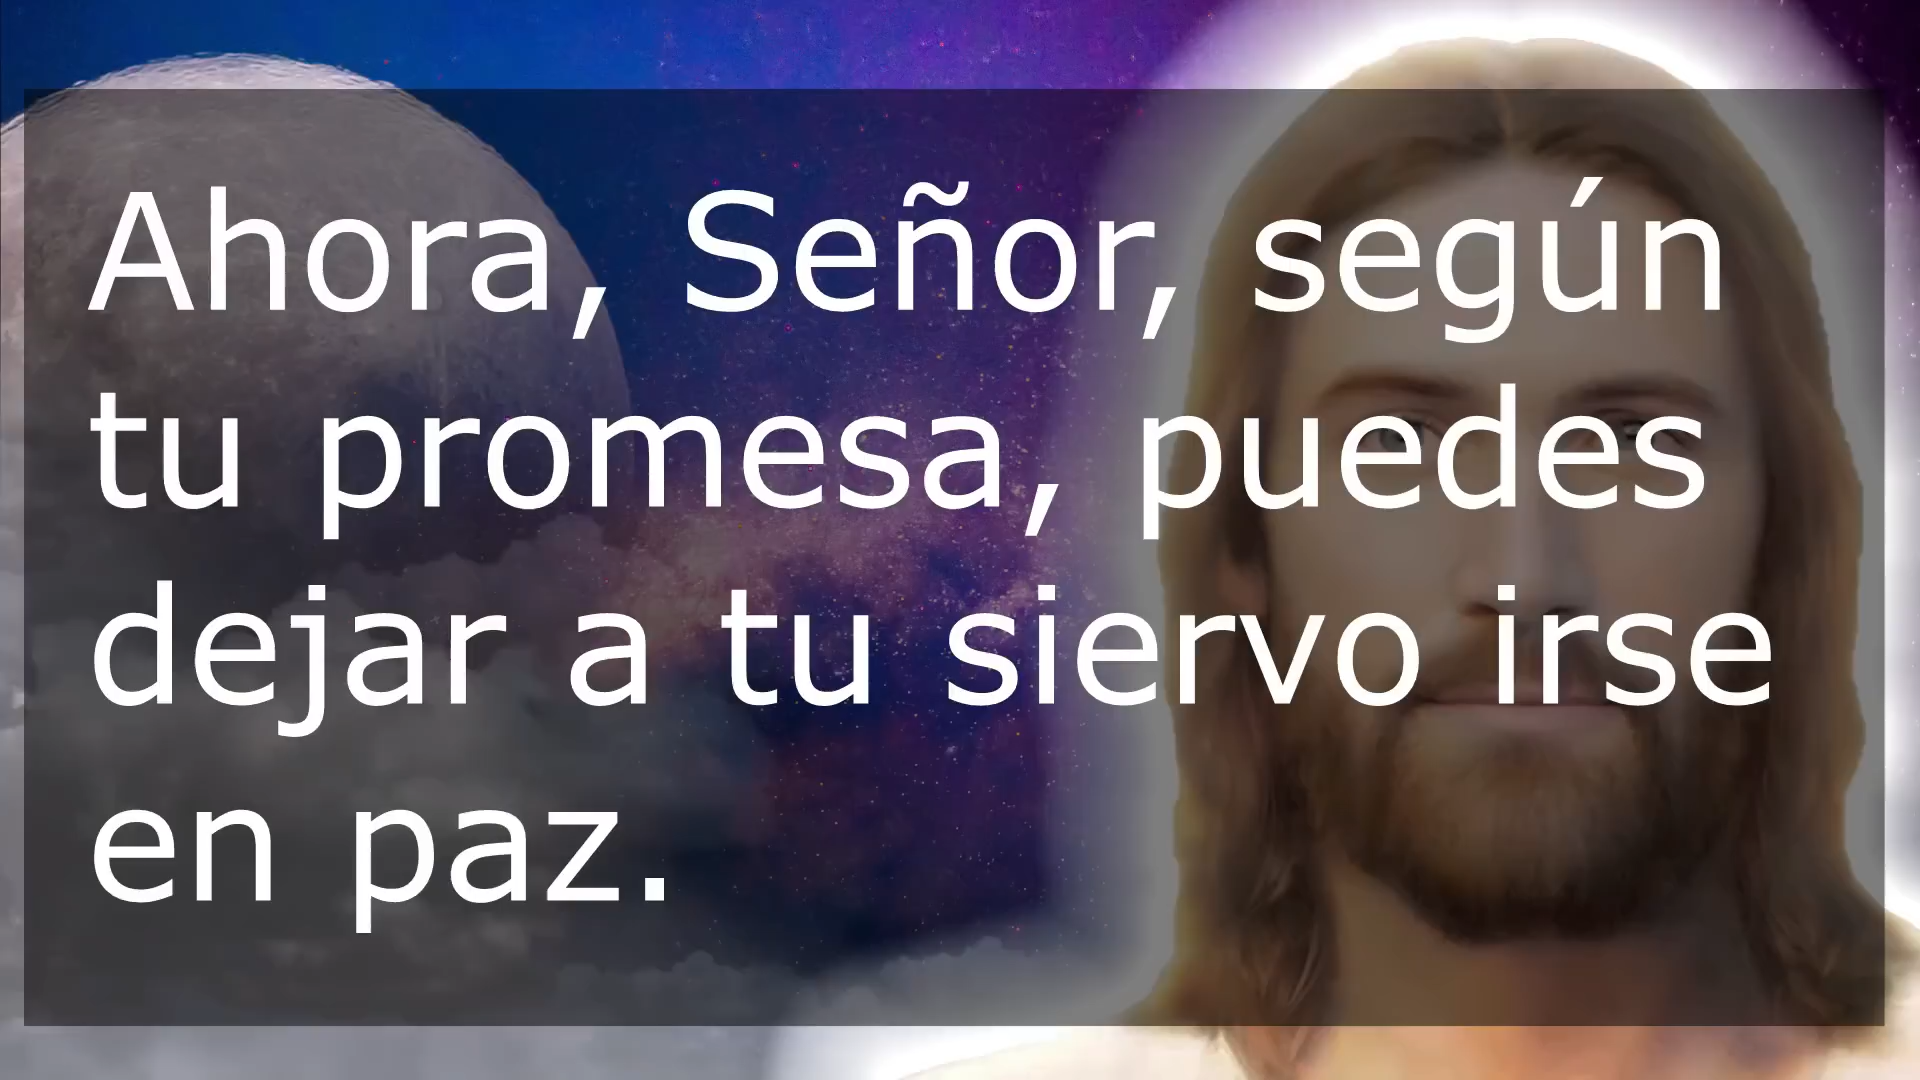 Ahora, Señor, según
tu promesa, puedes
dejar a tu siervo irse
en paz.